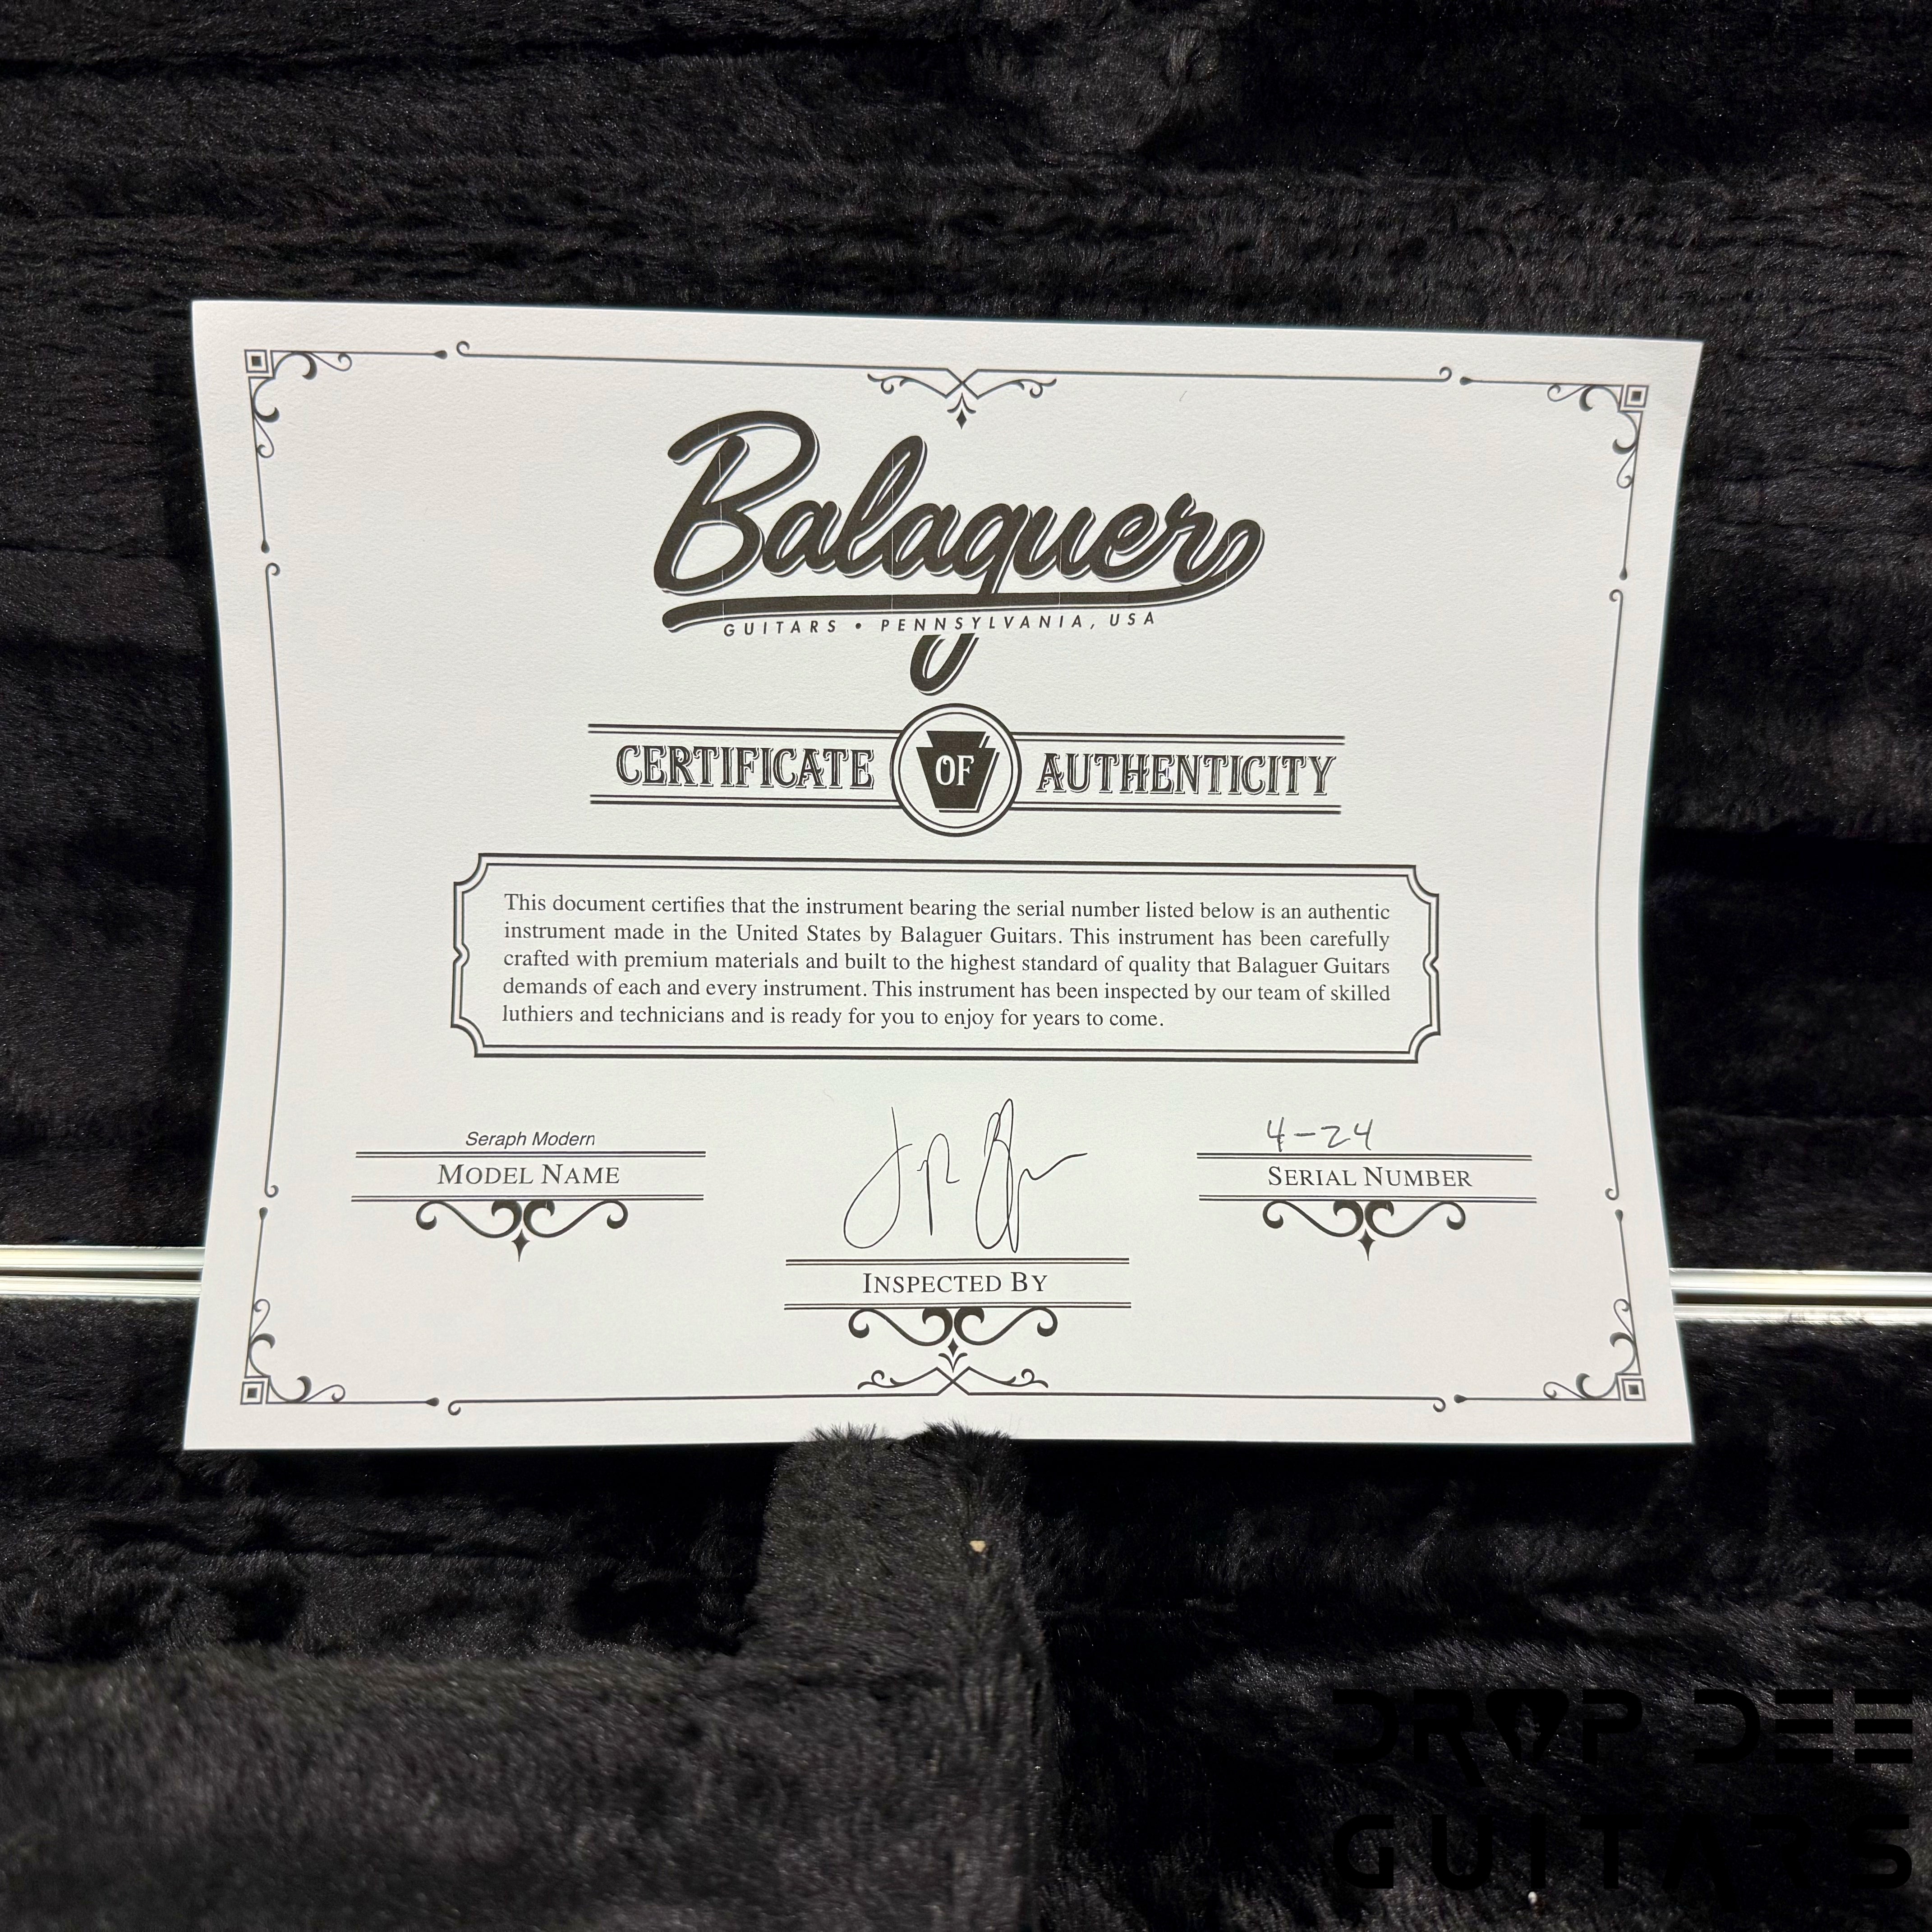 Balaguer
GUITARS • PENNSYLVANIA, USA
CERTIFICATE OF AUTHENTICITY
This document certifies that the instrument bearing the serial number listed below is an authentic
instrument made in the United States by Balaguer Guitars. This instrument has been carefully
crafted with premium materials and built to the highest standard of quality that Balaguer Guitars
demands of each and every instrument. This instrument has been inspected by our team of skilled
luthiers and technicians and is ready for you to enjoy for years to come.
Seraph Modern
MODEL NAME
4-24
SERIAL NUMBER
INSPECTED BY
DROP DEE
GUITARS